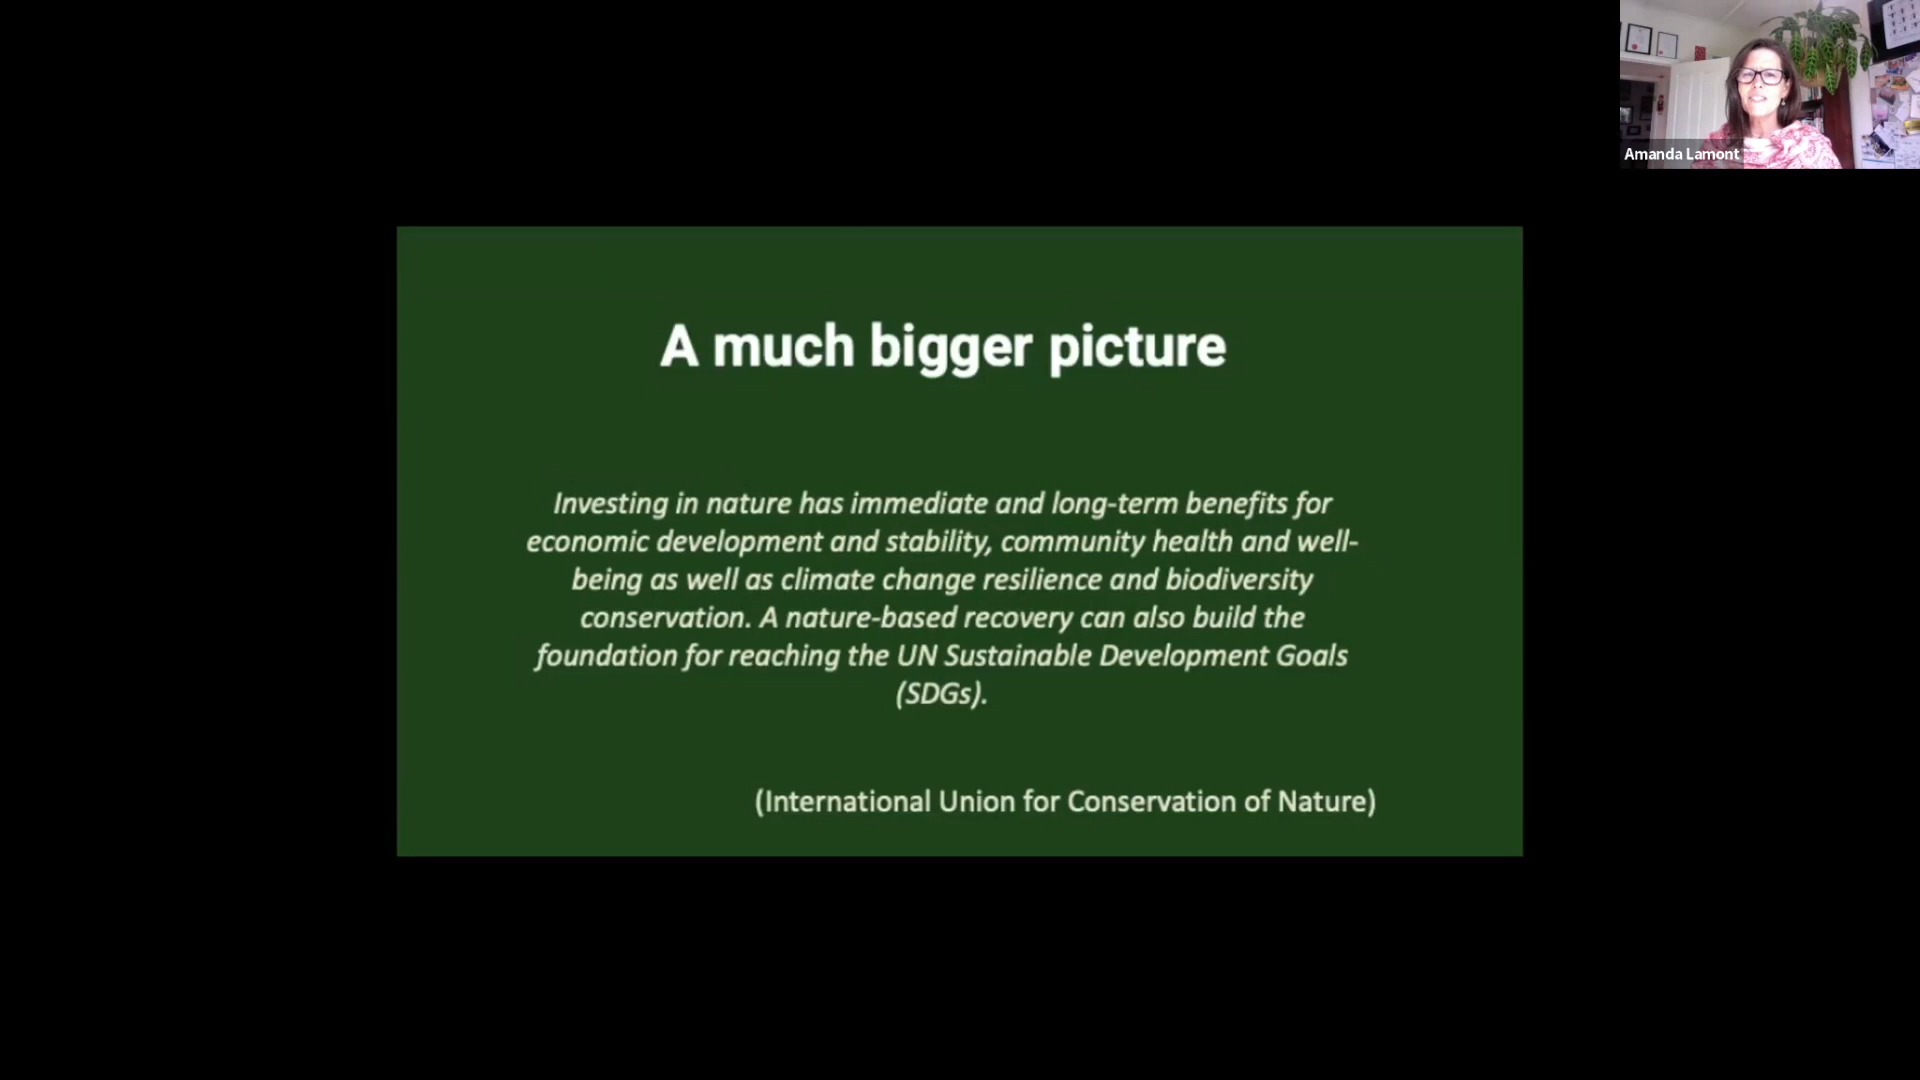 Amanda Lamont
A much bigger picture
Investing in nature has immediate and long-term benefits for
economic development and stability, community health and well-
being as well as climate change resilience and biodiversity
conservation. A nature-based recovery can also build the
foundation for reaching the UN Sustainable Development Goals
(SDGs).
(International Union for Conservation of Nature)